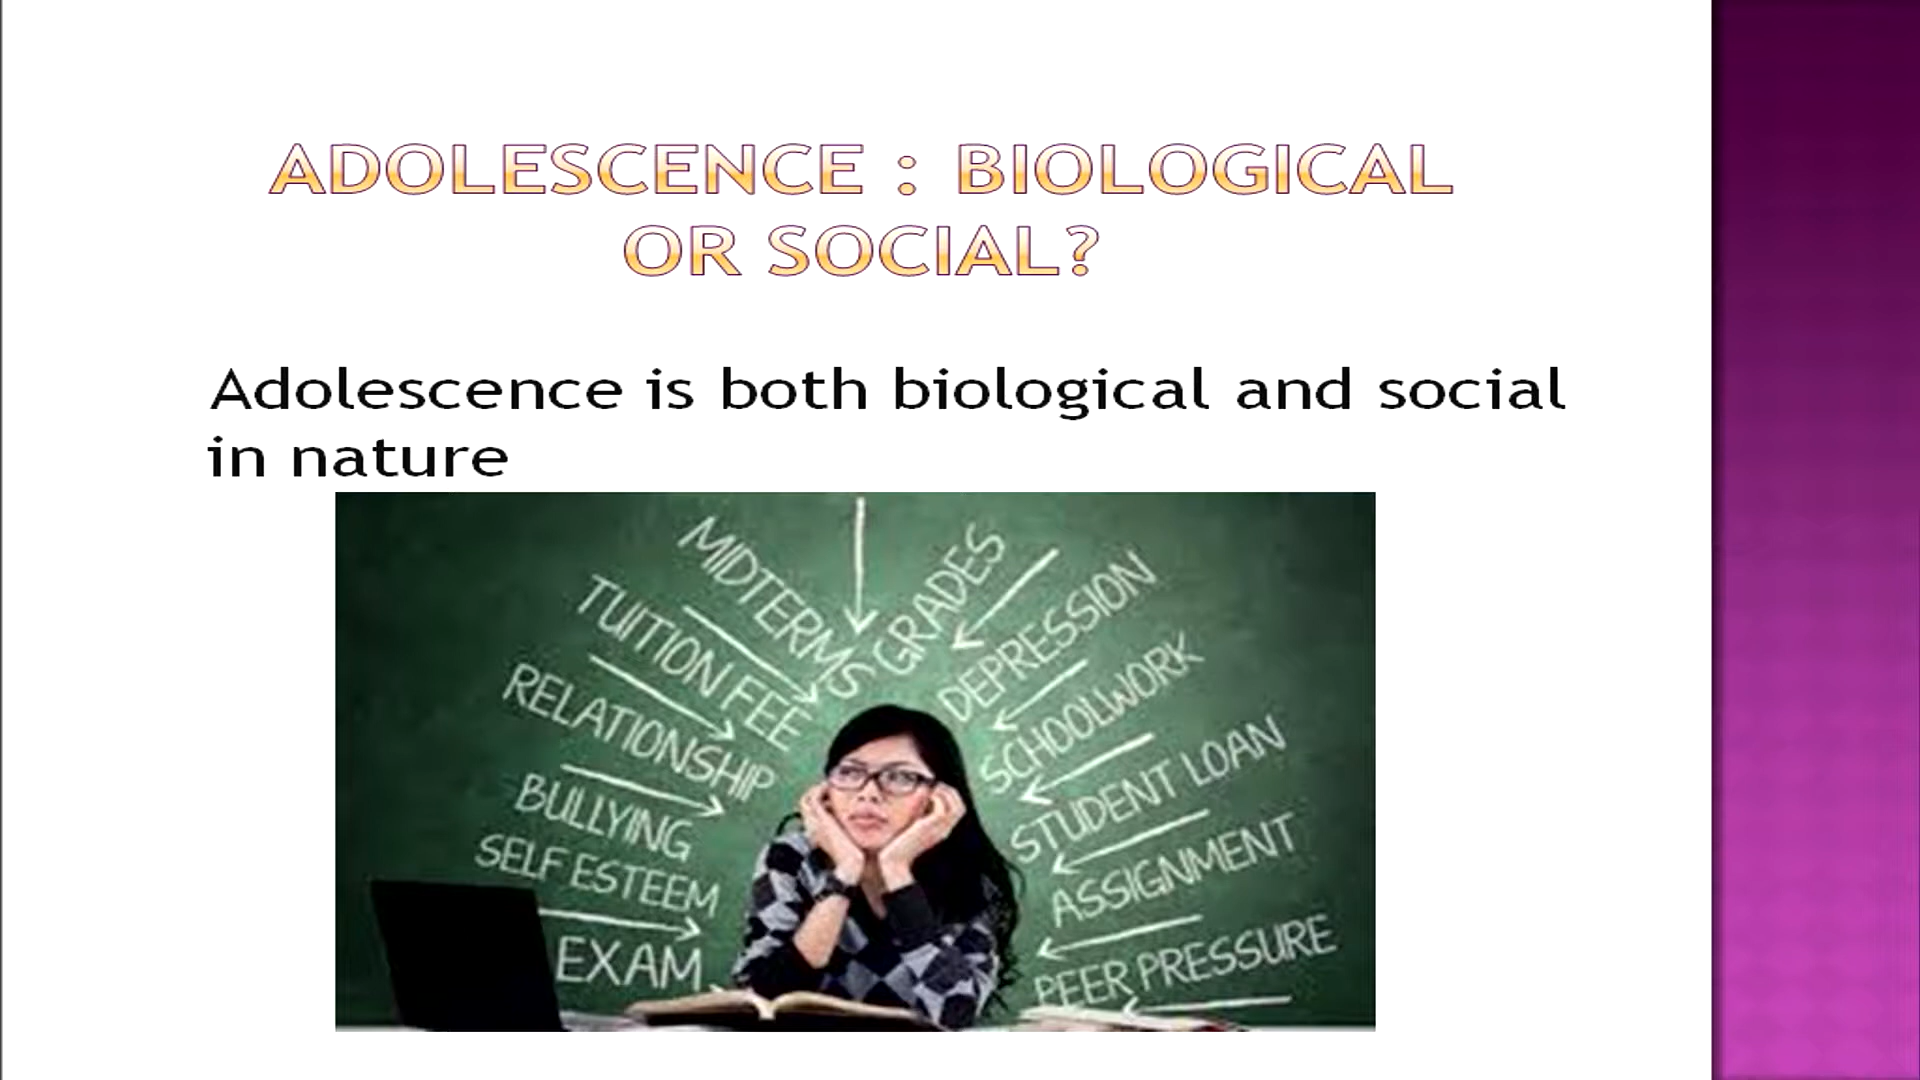 ADOLESCENCE : BIOLOGICAL
OR SOCIAL?
Adolescence is both biological and social
in nature
MIDTERMS
GRADES
TUITION FEE
DEPRESSION
RELATIONSHIP
SCHOOLWORK
BULLYING
STUDENT LOAN
SELF ESTEEM
ASSIGNMENT
EXAM
PEER PRESSURE